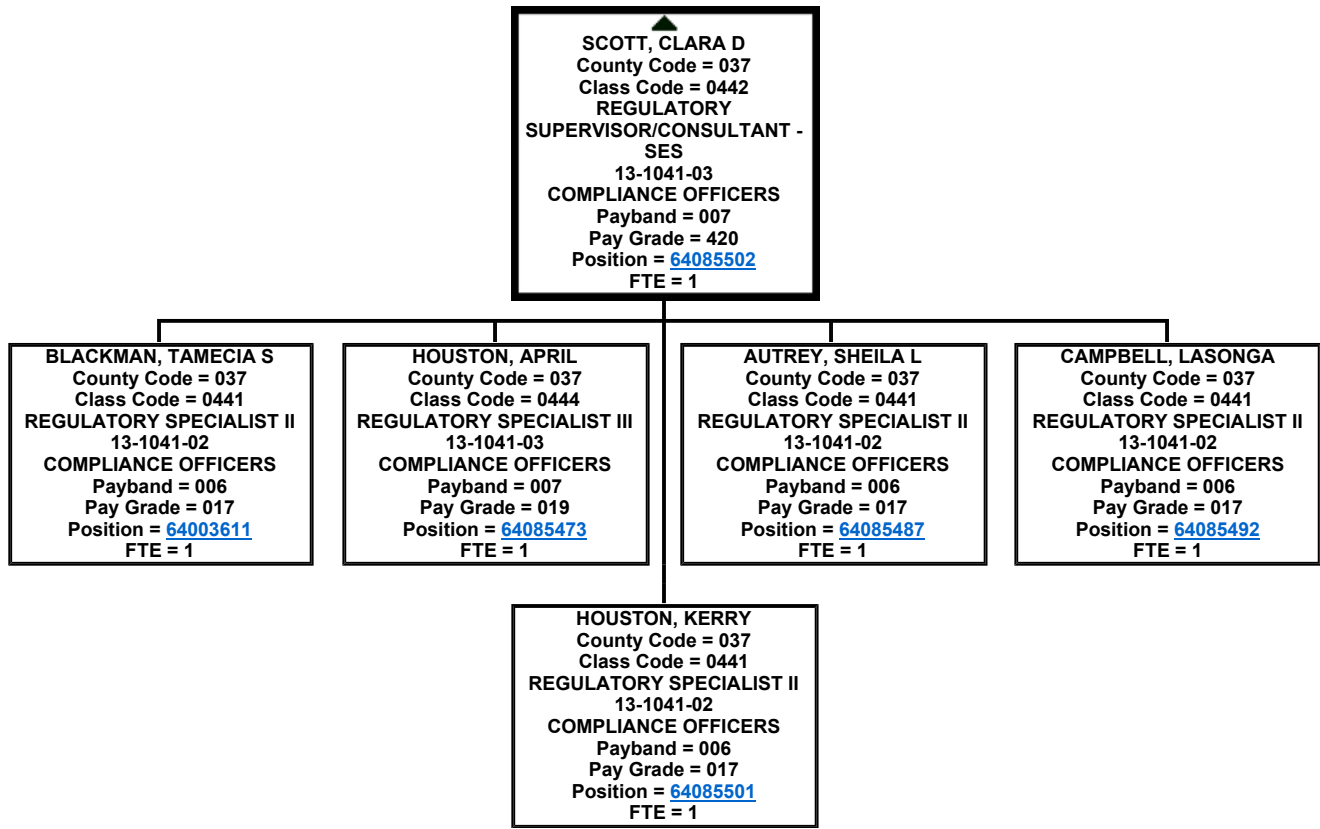 SCOTT, CLARA D
County Code = 037
Class Code = 0442
REGULATORY
SUPERVISOR/CONSULTANT -
SES
13-1041-03
COMPLIANCE OFFICERS
Payband = 007
Pay Grade = 420
Position = 64085502
FTE = 1
BLACKMAN, TAMECIA S
County Code = 037
Class Code = 0441
REGULATORY SPECIALIST II
13-1041-02
COMPLIANCE OFFICERS
Payband = 006
Pay Grade = 017
Position = 64003611
FTE = 1
HOUSTON, APRIL
County Code = 037
Class Code = 0444
REGULATORY SPECIALIST III
13-1041-03
COMPLIANCE OFFICERS
Payband = 007
Pay Grade = 019
Position = 64085473
FTE = 1
AUTREY, SHEILA L
County Code = 037
Class Code = 0441
REGULATORY SPECIALIST II
13-1041-02
COMPLIANCE OFFICERS
Payband = 006
Pay Grade = 017
Position = 64085487
FTE = 1
CAMPBELL, LASONGA
County Code = 037
Class Code = 0441
REGULATORY SPECIALIST II
13-1041-02
COMPLIANCE OFFICERS
Payband = 006
Pay Grade = 017
Position = 64085492
FTE = 1
HOUSTON, KERRY
County Code = 037
Class Code = 0441
REGULATORY SPECIALIST II
13-1041-02
COMPLIANCE OFFICERS
Payband = 006
Pay Grade = 017
Position = 64085501
FTE = 1